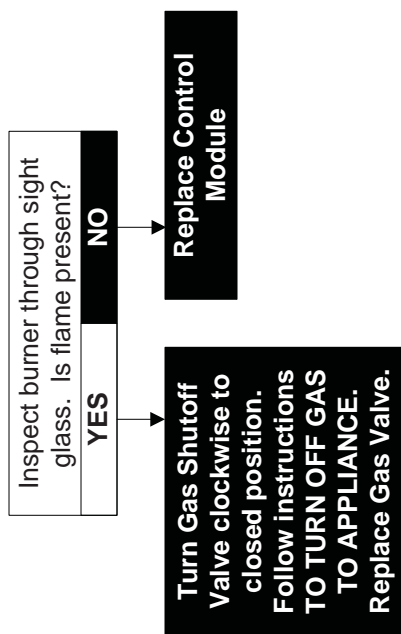 Inspect burner through sight
glass. Is flame present?
YES
NO
Turn Gas Shutoff
Valve clockwise to
closed position.
Follow instructions
TO TURN OFF GAS
TO APPLIANCE.
Replace Gas Valve.
Replace Control
Module